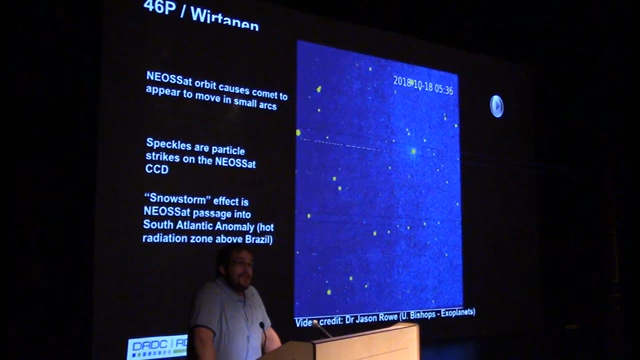 46P / Wirtanen
NEOSSat orbit causes comet to
appear to move in small arcs
2018-10-18 05:36
Speckles are particle
strikes on the NEOSSat
CCD
“Snowstorm” effect is
NEOSSat passage into
South Atlantic Anomaly (hot
radiation zone above Brazil)
Video credit: Dr Jason Rowe (U. Bishops - Exoplanets)
DRDC